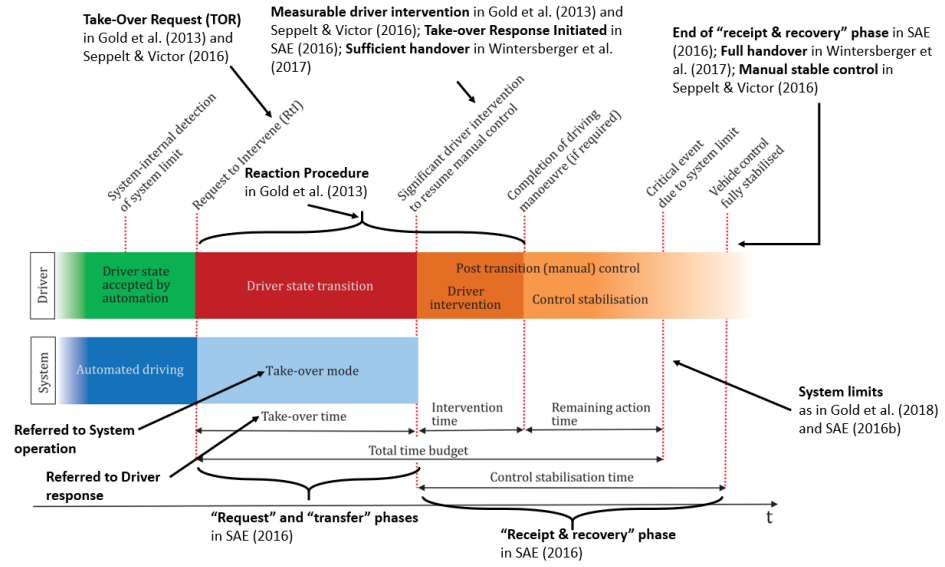 Take-Over Request (TOR)
in Gold et al. (2013) and
Seppelt & Victor (2016)
Measurable driver intervention in Gold et al. (2013) and
Seppelt & Victor (2016); Take-over Response Initiated in
SAE (2016); Sufficient handover in Wintersberger et al.
(2017)
End of “receipt & recovery” phase in SAE
(2016); Full handover in Wintersberger et
al. (2017); Manual stable control in
Seppelt & Victor (2016)
System-internal detection
of system limit
Request to Intervene (RtI)
Reaction Procedure
in Gold et al. (2013)
Significant driver intervention
to resume manual control
Completion of driving
manoeuvre (if required)
Critical event
due to system limit
Vehicle control
fully stabilised
Driver
Driver state
accepted by
automation
Driver state transition
Post transition (manual) control
Driver
intervention
Control stabilisation
System
Automated driving
Take-over mode
System limits
as in Gold et al. (2018)
and SAE (2016b)
Referred to System
operation
Take-over time
Intervention
time
Remaining action
time
Total time budget
Referred to Driver
response
Control stabilisation time
t
“Request” and “transfer” phases
in SAE (2016)
“Receipt & recovery” phase
in SAE (2016)